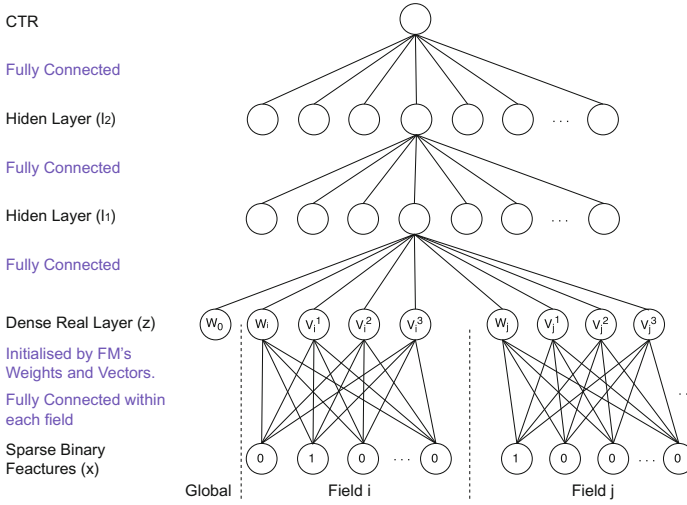 CTR
Fully Connected
Hiden Layer (l2)
. . .
Fully Connected
Hiden Layer (l1)
. . .
Fully Connected
Dense Real Layer (z)
W0 Wi Vi1 Vi2 Vi3 Wj Vj1 Vj2 Vj3
Initialised by FM's
Weights and Vectors.
Fully Connected within
each field
Sparse Binary
Feactures (x)
0 1 0 . . . 0 1 0 0 . . . 0
Global Field i Field j